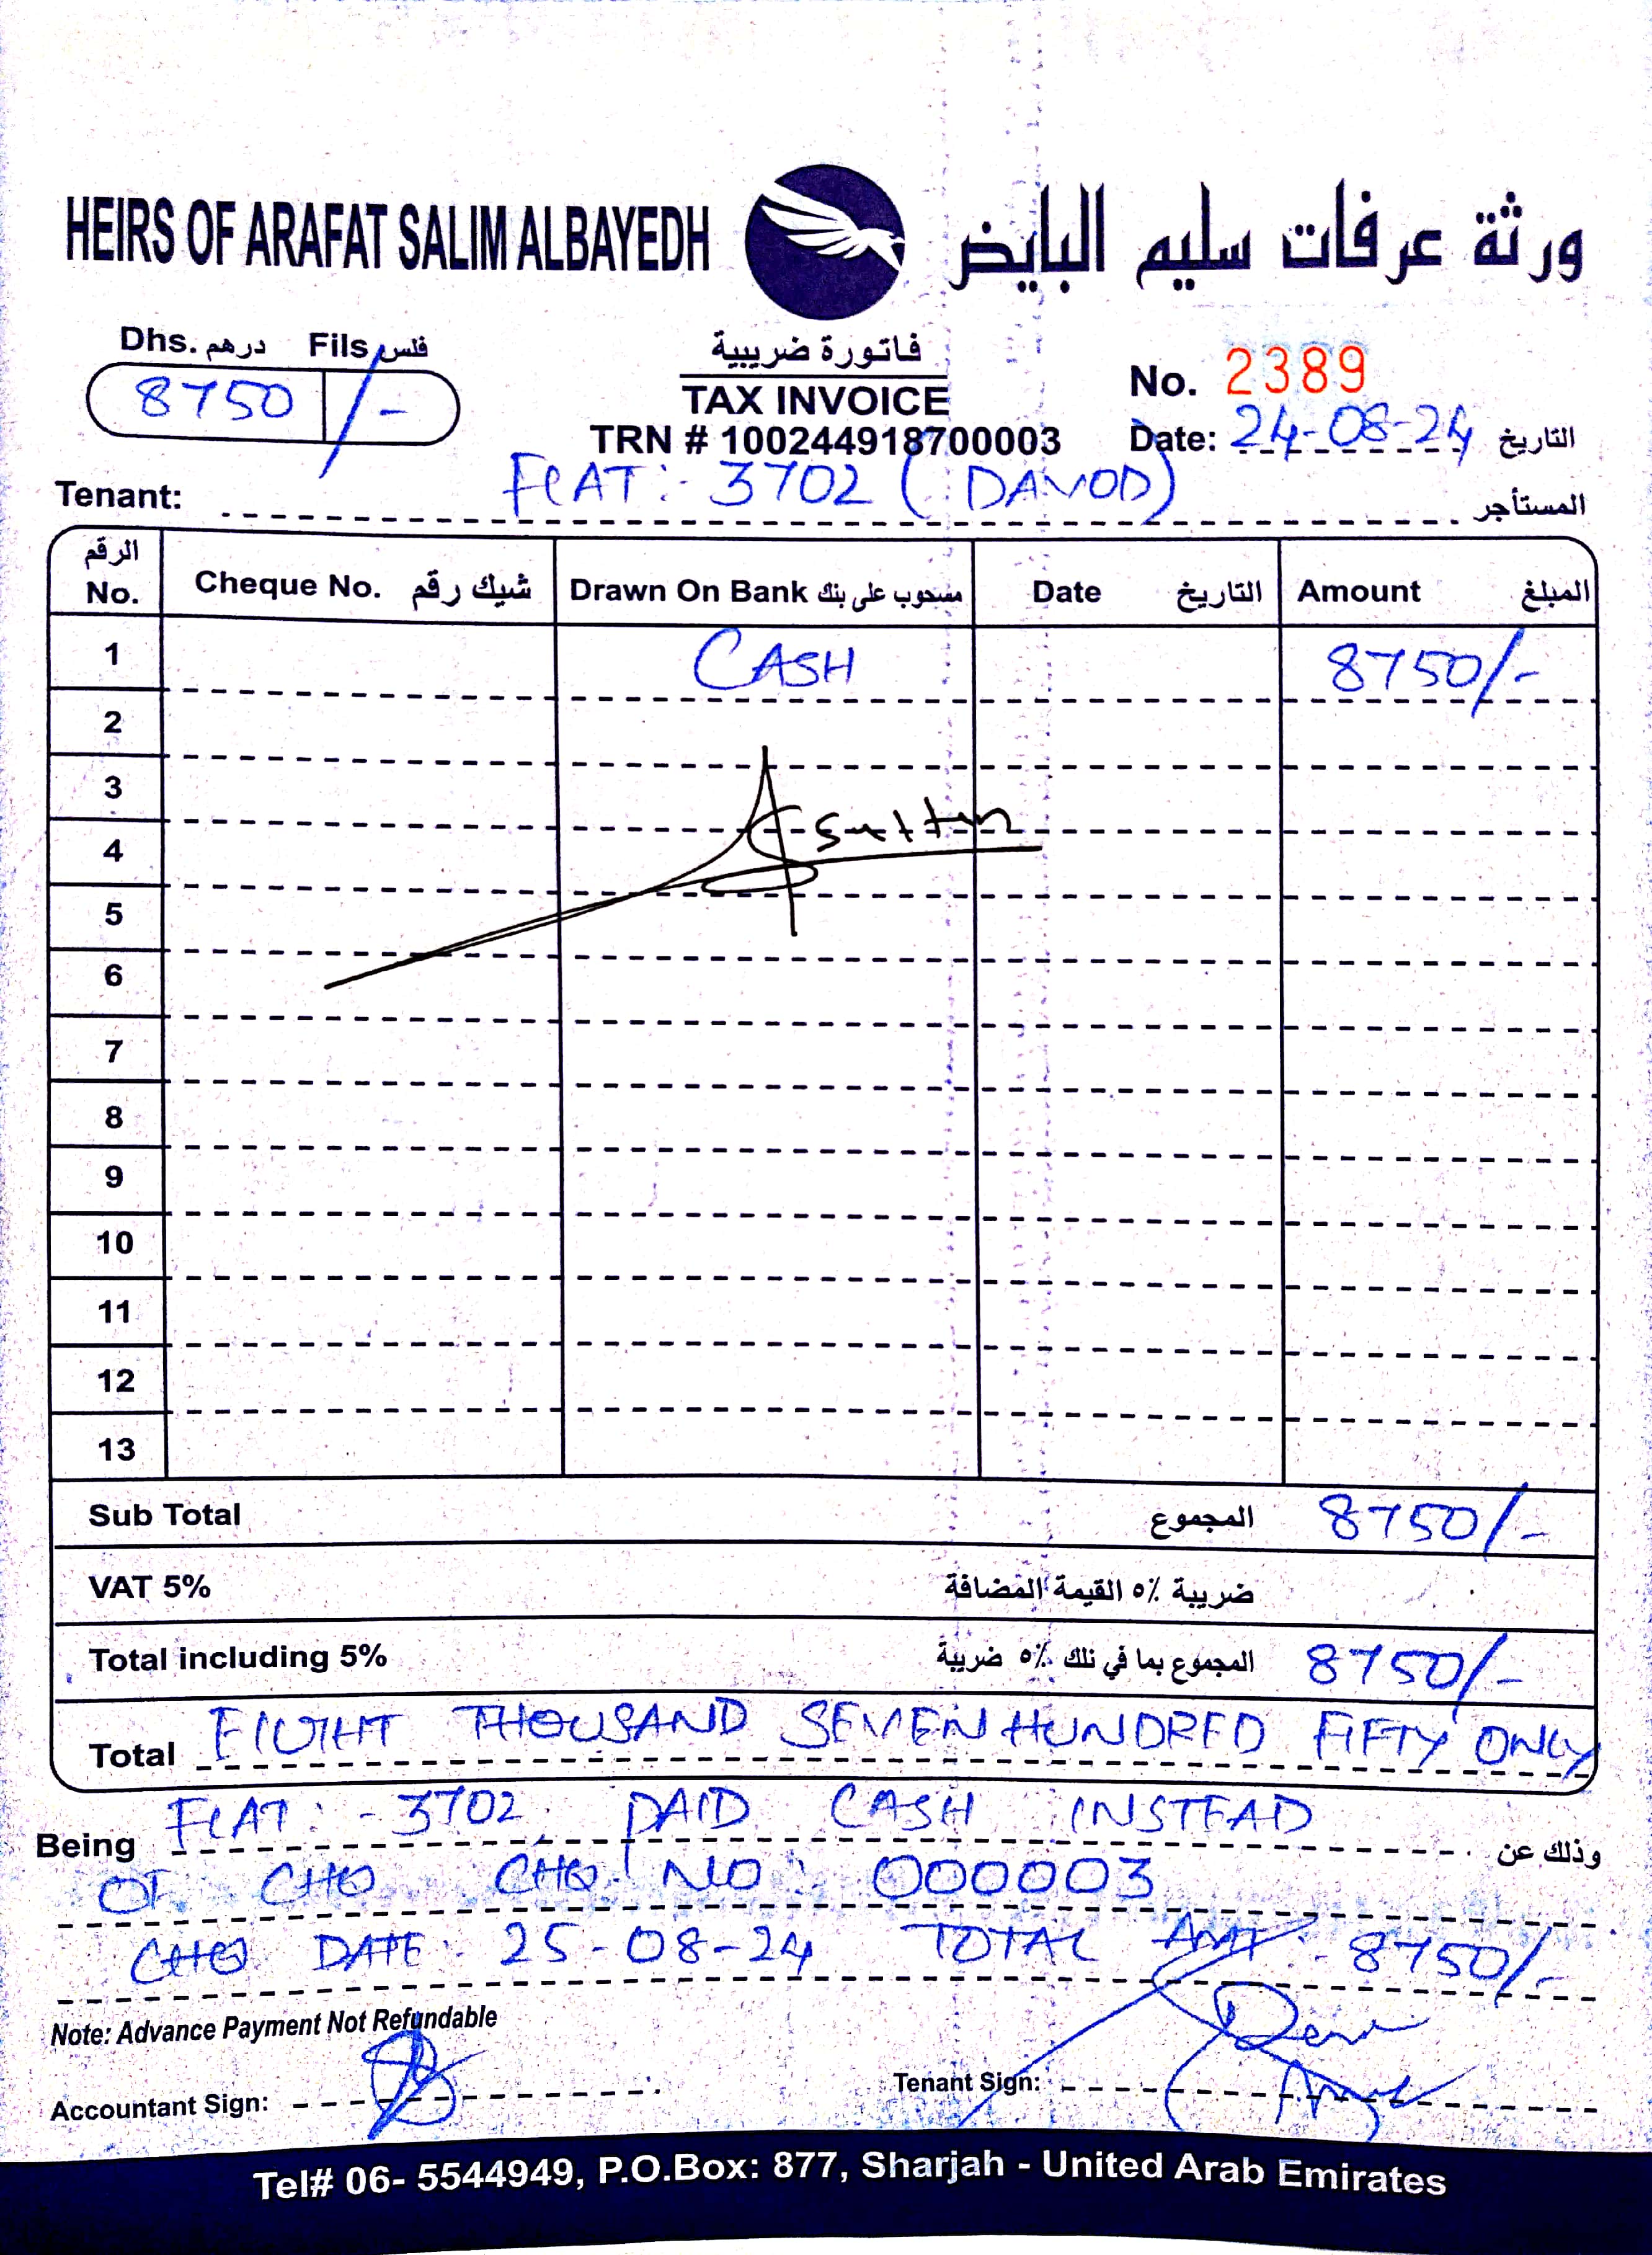 HEIRS OF ARAFAT SALIM ALBAYEDH ورثة عرفات سليم البايض
Dhs. درهم Fils فلس
8750 /-
فاتورة ضريبية
TAX INVOICE
TRN # 100244918700003
No. 2389
Date: 24-08-24 التاريخ
Tenant: FLAT:- 3702 (DAVOD) المستأجر
الرقم No. Cheque No. شيك رقم Drawn On Bank مسحوب على بنك Date التاريخ Amount المبلغ
1 CASH 8750/-
2
3
4 Sultan
5
6
7
8
9
10
11
12
13
Sub Total المجموع 8750/-
VAT 5% ضريبة ٥٪ القيمة المضافة
Total including 5% المجموع بما في ذلك ٥٪ ضريبة 8750/-
Total EIGHT THOUSAND SEVEN HUNDRED FIFTY ONLY
Being FLAT:- 3702 PAID CASH INSTEAD وذلك عن
OF CHQ CHQ NO: 000003
CHQ DATE: 25-08-24 TOTAL AMT:- 8750/-
Note: Advance Payment Not Refundable
Accountant Sign: Tenant Sign:
Tel# 06- 5544949, P.O.Box: 877, Sharjah - United Arab Emirates